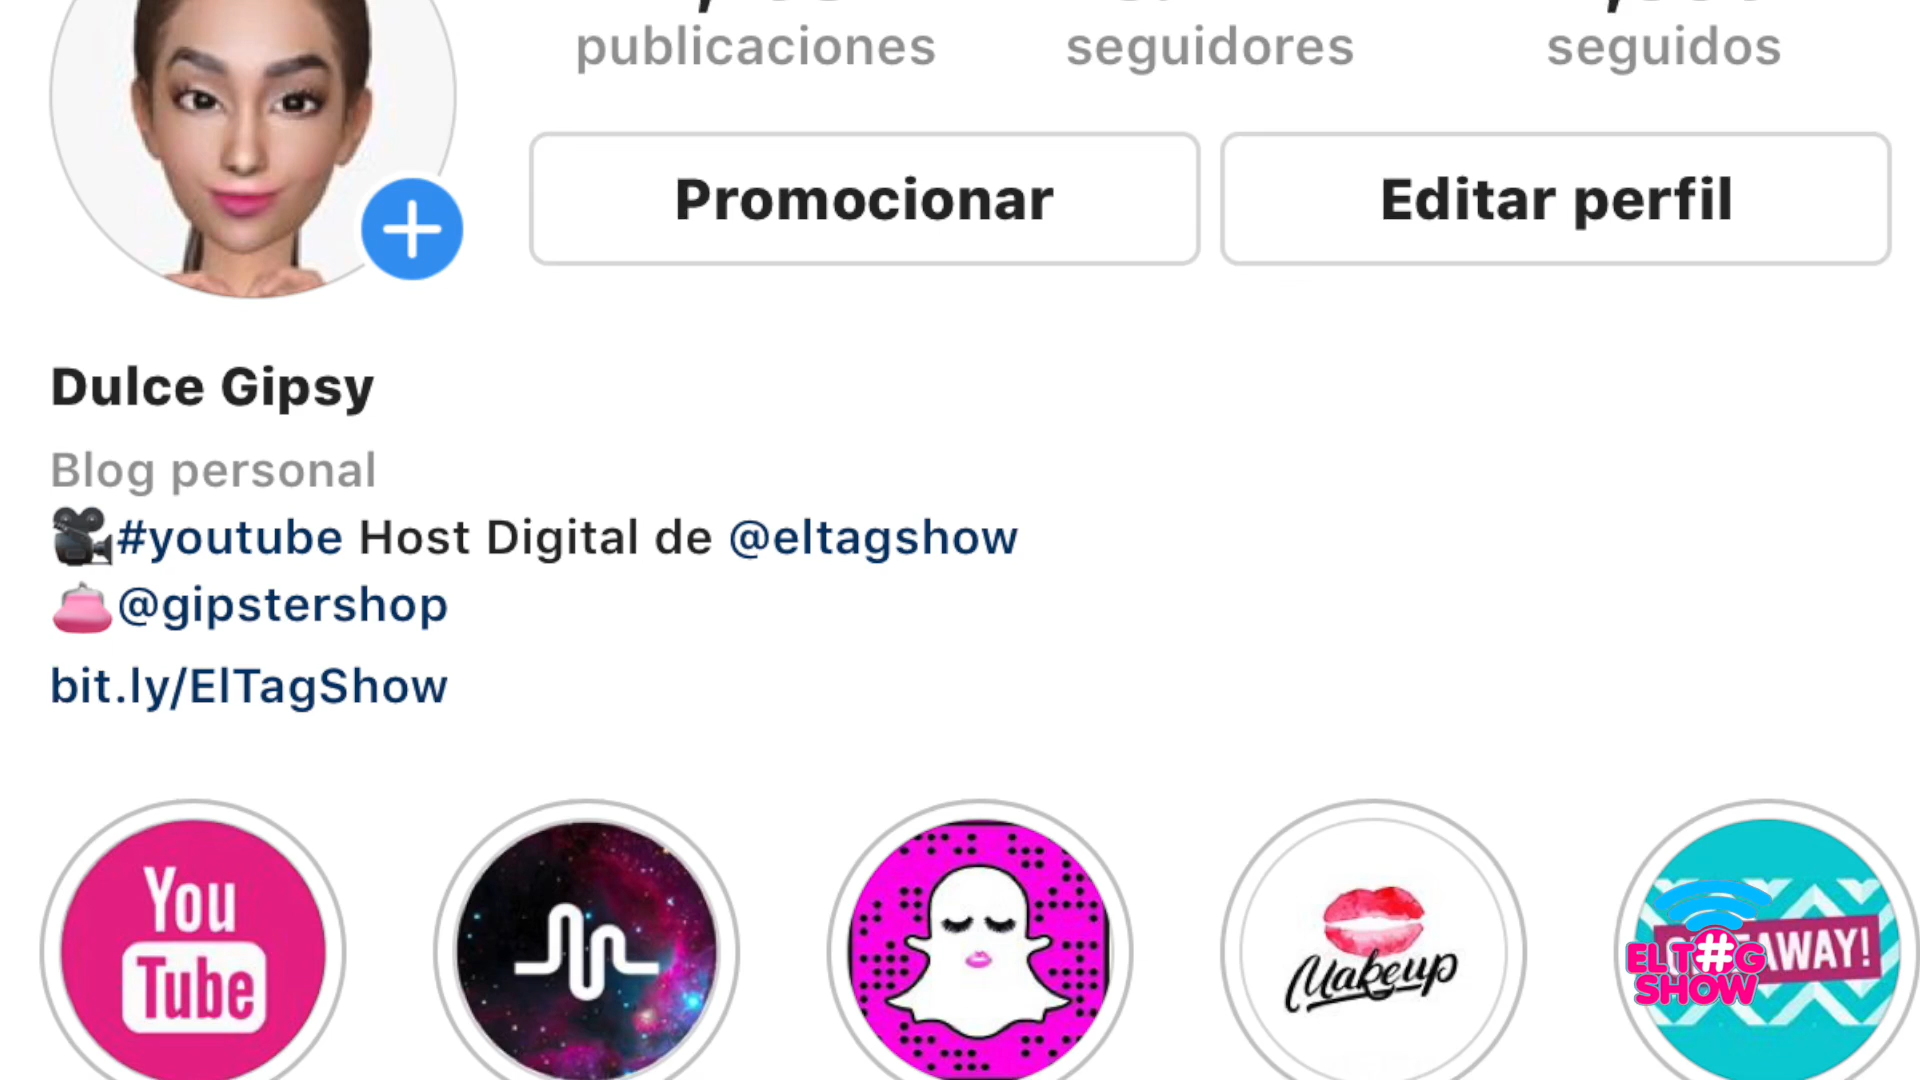 publicaciones seguidores seguidos
Promocionar Editar perfil
Dulce Gipsy
Blog personal
#youtube Host Digital de @eltagshow
@gipstershop
bit.ly/ElTagShow
You
Tube
Makeup
AWAY!
ELT#G
SHOW